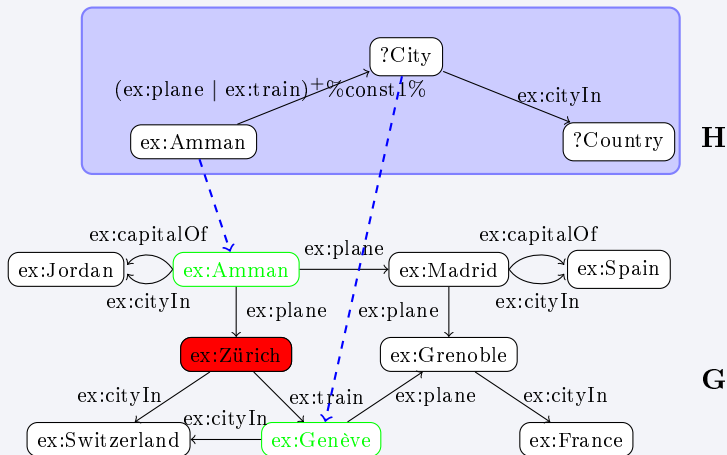 ?City
(ex:plane | ex:train)+%const1%
ex:cityIn
ex:Amman
?Country
H
ex:capitalOf
ex:plane
ex:capitalOf
ex:Jordan
ex:Amman
ex:Madrid
ex:Spain
ex:cityIn
ex:cityIn
ex:plane
ex:plane
ex:Zürich
ex:Grenoble
G
ex:cityIn
ex:train
ex:plane
ex:cityIn
ex:cityIn
ex:Switzerland
ex:Genève
ex:France